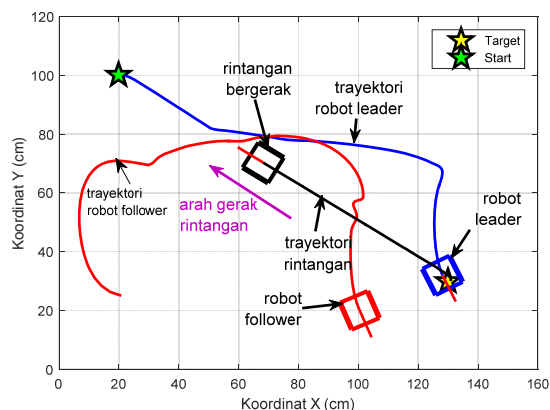 120
100
80
60
40
20
0
0
20
40
60
80
100
120
140
160
Koordinat Y (cm)
Koordinat X (cm)
Target
Start
rintangan
bergerak
trayektori
robot leader
trayektori
robot follower
arah gerak
rintangan
trayektori
rintangan
robot
leader
robot
follower